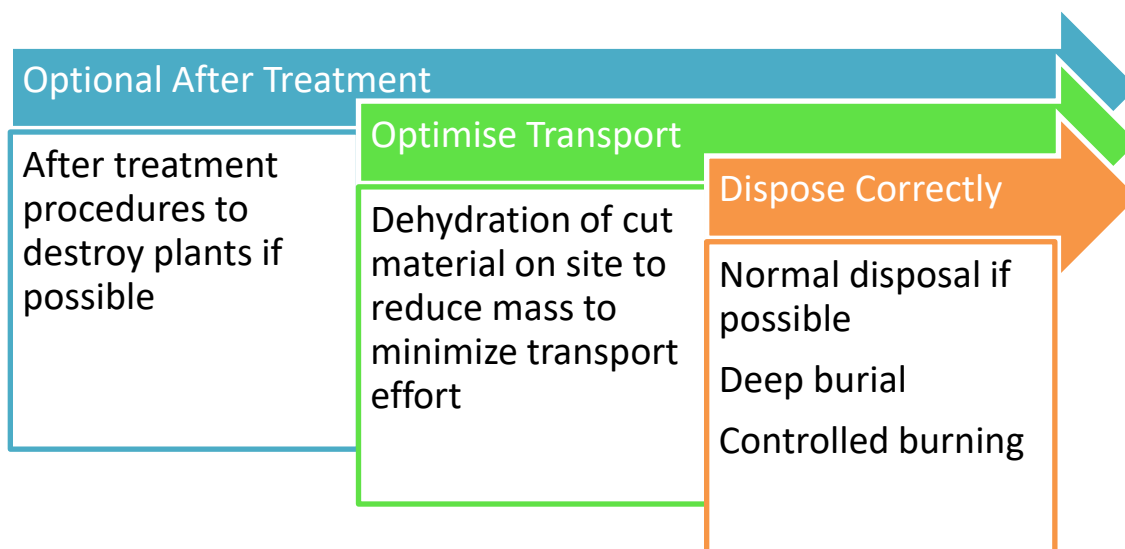 Optional After Treatment
After treatment
procedures to
destroy plants if
possible
Optimise Transport
Dehydration of cut
material on site to
reduce mass to
minimize transport
effort
Dispose Correctly
Normal disposal if
possible
Deep burial
Controlled burning